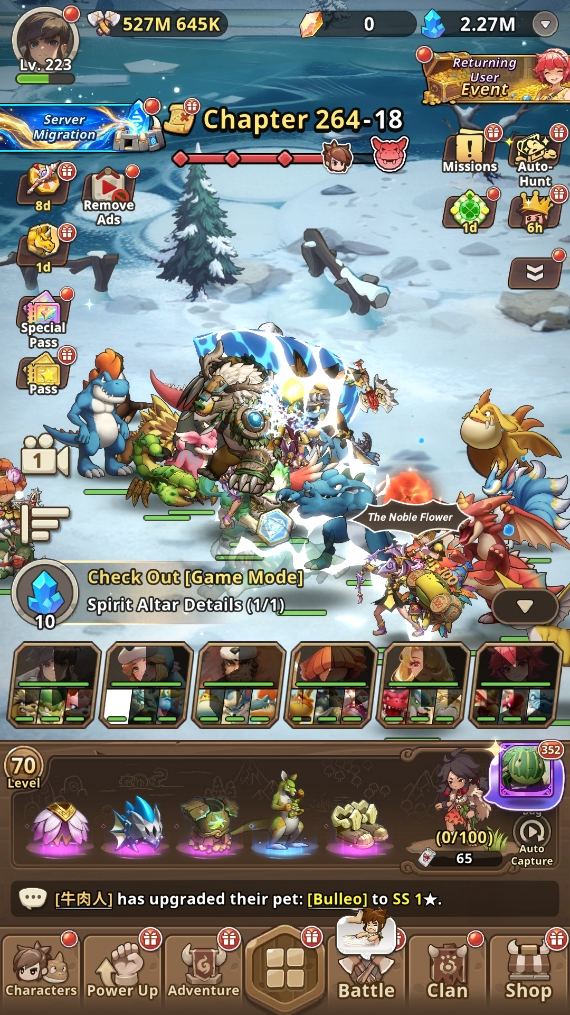 527M 645K
0
2.27M
Lv. 223
Returning
User
Event
Server
Migration
Chapter 264-18
Missions
Auto-
Hunt
8d
Remove
Ads
1d
6h
1d
Special
Pass
Pass
1
The Noble Flower
Check Out [Game Mode]
Spirit Altar Details (1/1)
10
70
Level
352
(0/100)
65
Bag
Auto
Capture
[牛肉人] has upgraded their pet: [Bulleo] to SS 1★.
Characters
Power Up
Adventure
Battle
Clan
Shop